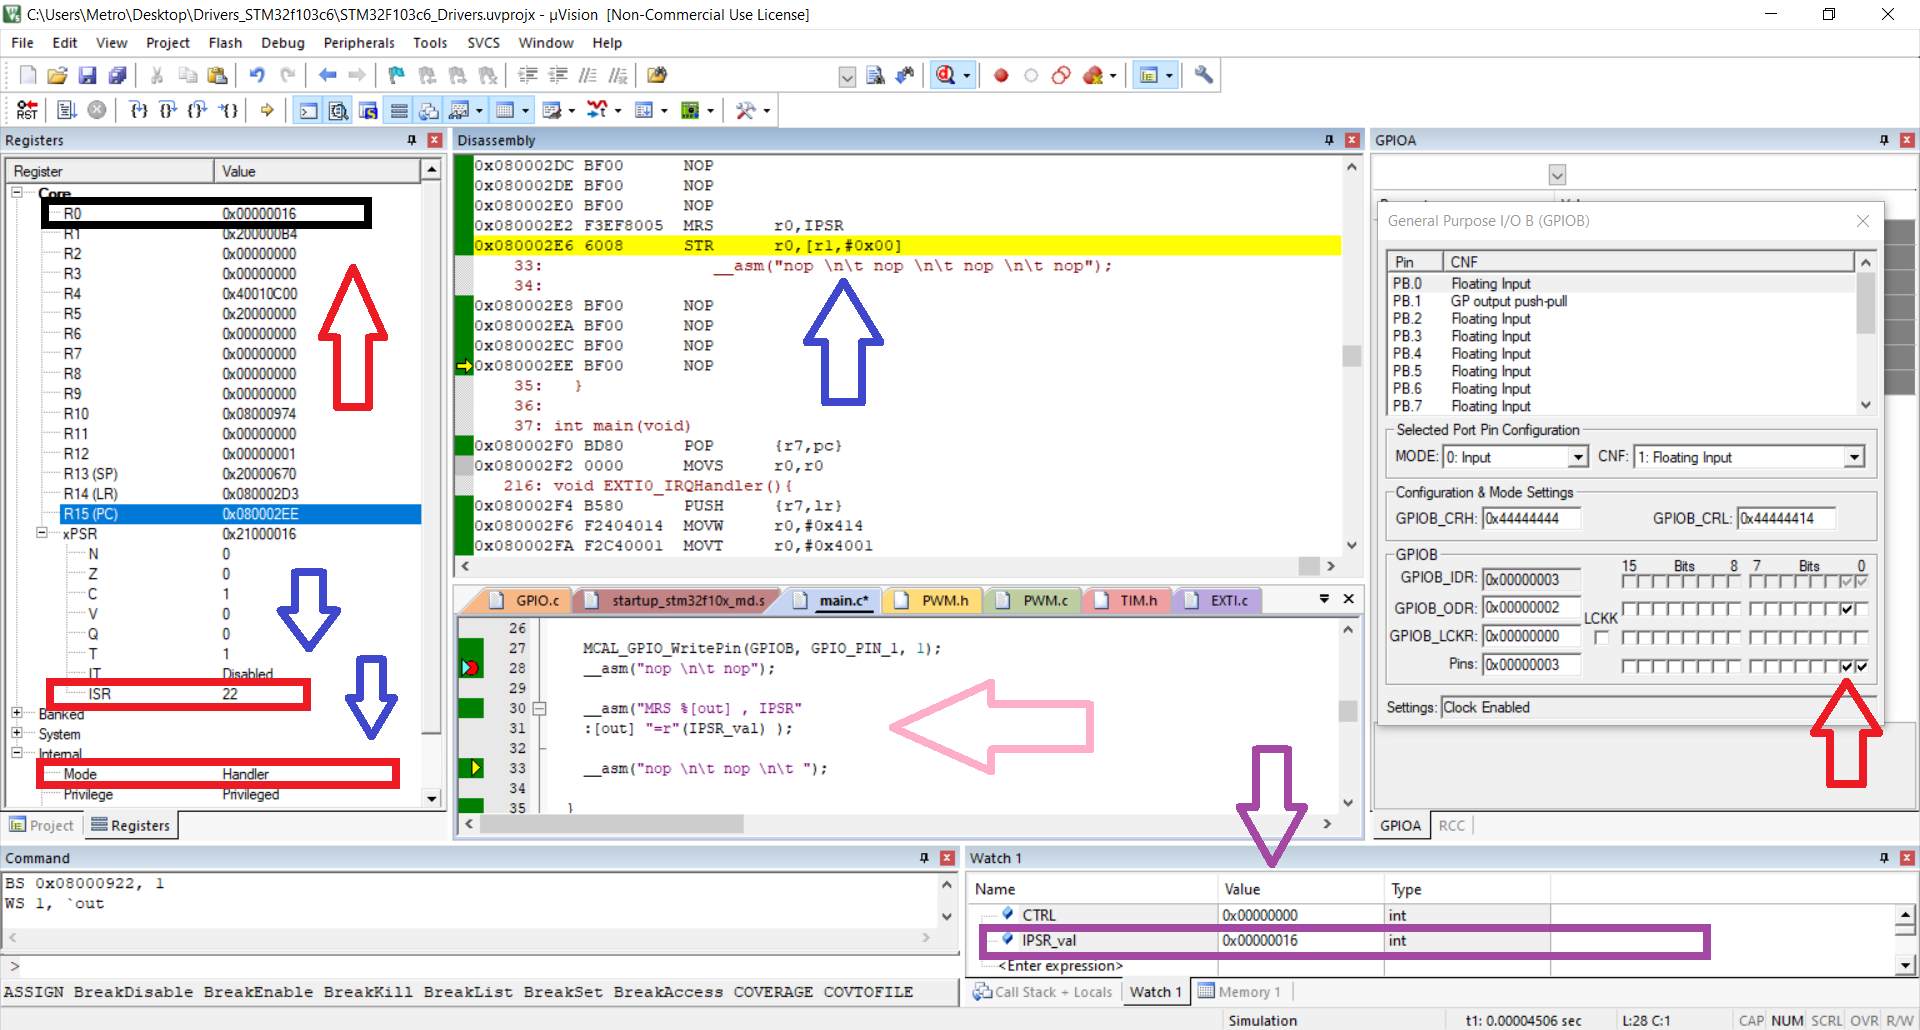 C:\Users\Metro\Desktop\Drivers_STM32f103c6\STM32F103c6_Drivers.uvprojx - µVision  [Non-Commercial Use License]
File Edit View Project Flash Debug Peripherals Tools SVCS Window Help
RST
Registers
Register Value
Core
R0 0x00000016
R1 0x200000B4
R2 0x00000000
R3 0x00000000
R4 0x40010C00
R5 0x20000000
R6 0x00000000
R7 0x00000000
R8 0x00000000
R9 0x00000000
R10 0x08000974
R11 0x00000000
R12 0x00000001
R13 (SP) 0x20000670
R14 (LR) 0x080002D3
R15 (PC) 0x080002EE
xPSR 0x21000016
N 0
Z 0
C 1
V 0
Q 0
T 1
IT Disabled
ISR 22
Banked
System
Internal
Mode Handler
Privilege Privileged
Project Registers
Disassembly
0x080002DC BF00 NOP
0x080002DE BF00 NOP
0x080002E0 BF00 NOP
0x080002E2 F3EF8005 MRS r0,IPSR
0x080002E6 6008 STR r0,[r1,#0x00]
33: __asm("nop \n\t nop \n\t nop \n\t nop");
34:
0x080002E8 BF00 NOP
0x080002EA BF00 NOP
0x080002EC BF00 NOP
0x080002EE BF00 NOP
35: }
36:
37: int main(void)
0x080002F0 BD80 POP {r7,pc}
0x080002F2 0000 MOVS r0,r0
216: void EXTI0_IRQHandler(){
0x080002F4 B580 PUSH {r7,lr}
0x080002F6 F2404014 MOVW r0,#0x414
0x080002FA F2C40001 MOVT r0,#0x4001
GPIO.c startup_stm32f10x_md.s main.c* PWM.h PWM.c TIM.h EXTI.c
26
27 MCAL_GPIO_WritePin(GPIOB, GPIO_PIN_1, 1);
28 __asm("nop \n\t nop");
29
30 __asm("MRS %[out] , IPSR"
31 :[out] "=r"(IPSR_val) );
32
33 __asm("nop \n\t nop \n\t ");
34
35 }
GPIOA
General Purpose I/O B (GPIOB)
Pin CNF
PB.0 Floating Input
PB.1 GP output push-pull
PB.2 Floating Input
PB.3 Floating Input
PB.4 Floating Input
PB.5 Floating Input
PB.6 Floating Input
PB.7 Floating Input
Selected Port Pin Configuration
MODE: 0: Input CNF: 1: Floating Input
Configuration & Mode Settings
GPIOB_CRH: 0x44444444 GPIOB_CRL: 0x44444414
GPIOB
15 Bits 8 7 Bits 0
GPIOB_IDR: 0x00000003
GPIOB_ODR: 0x00000002
LCKK
GPIOB_LCKR: 0x00000000
Pins: 0x00000003
Settings: Clock Enabled
GPIOA RCC
Command
BS 0x08000922, 1
WS 1, `out
>
ASSIGN BreakDisable BreakEnable BreakKill BreakList BreakSet BreakAccess COVERAGE COVTOFILE
Watch 1
Name Value Type
CTRL 0x00000000 int
IPSR_val 0x00000016 int
<Enter expression>
Call Stack + Locals Watch 1 Memory 1
Simulation t1: 0.00004506 sec L:28 C:1 CAP NUM SCRL OVR R/W